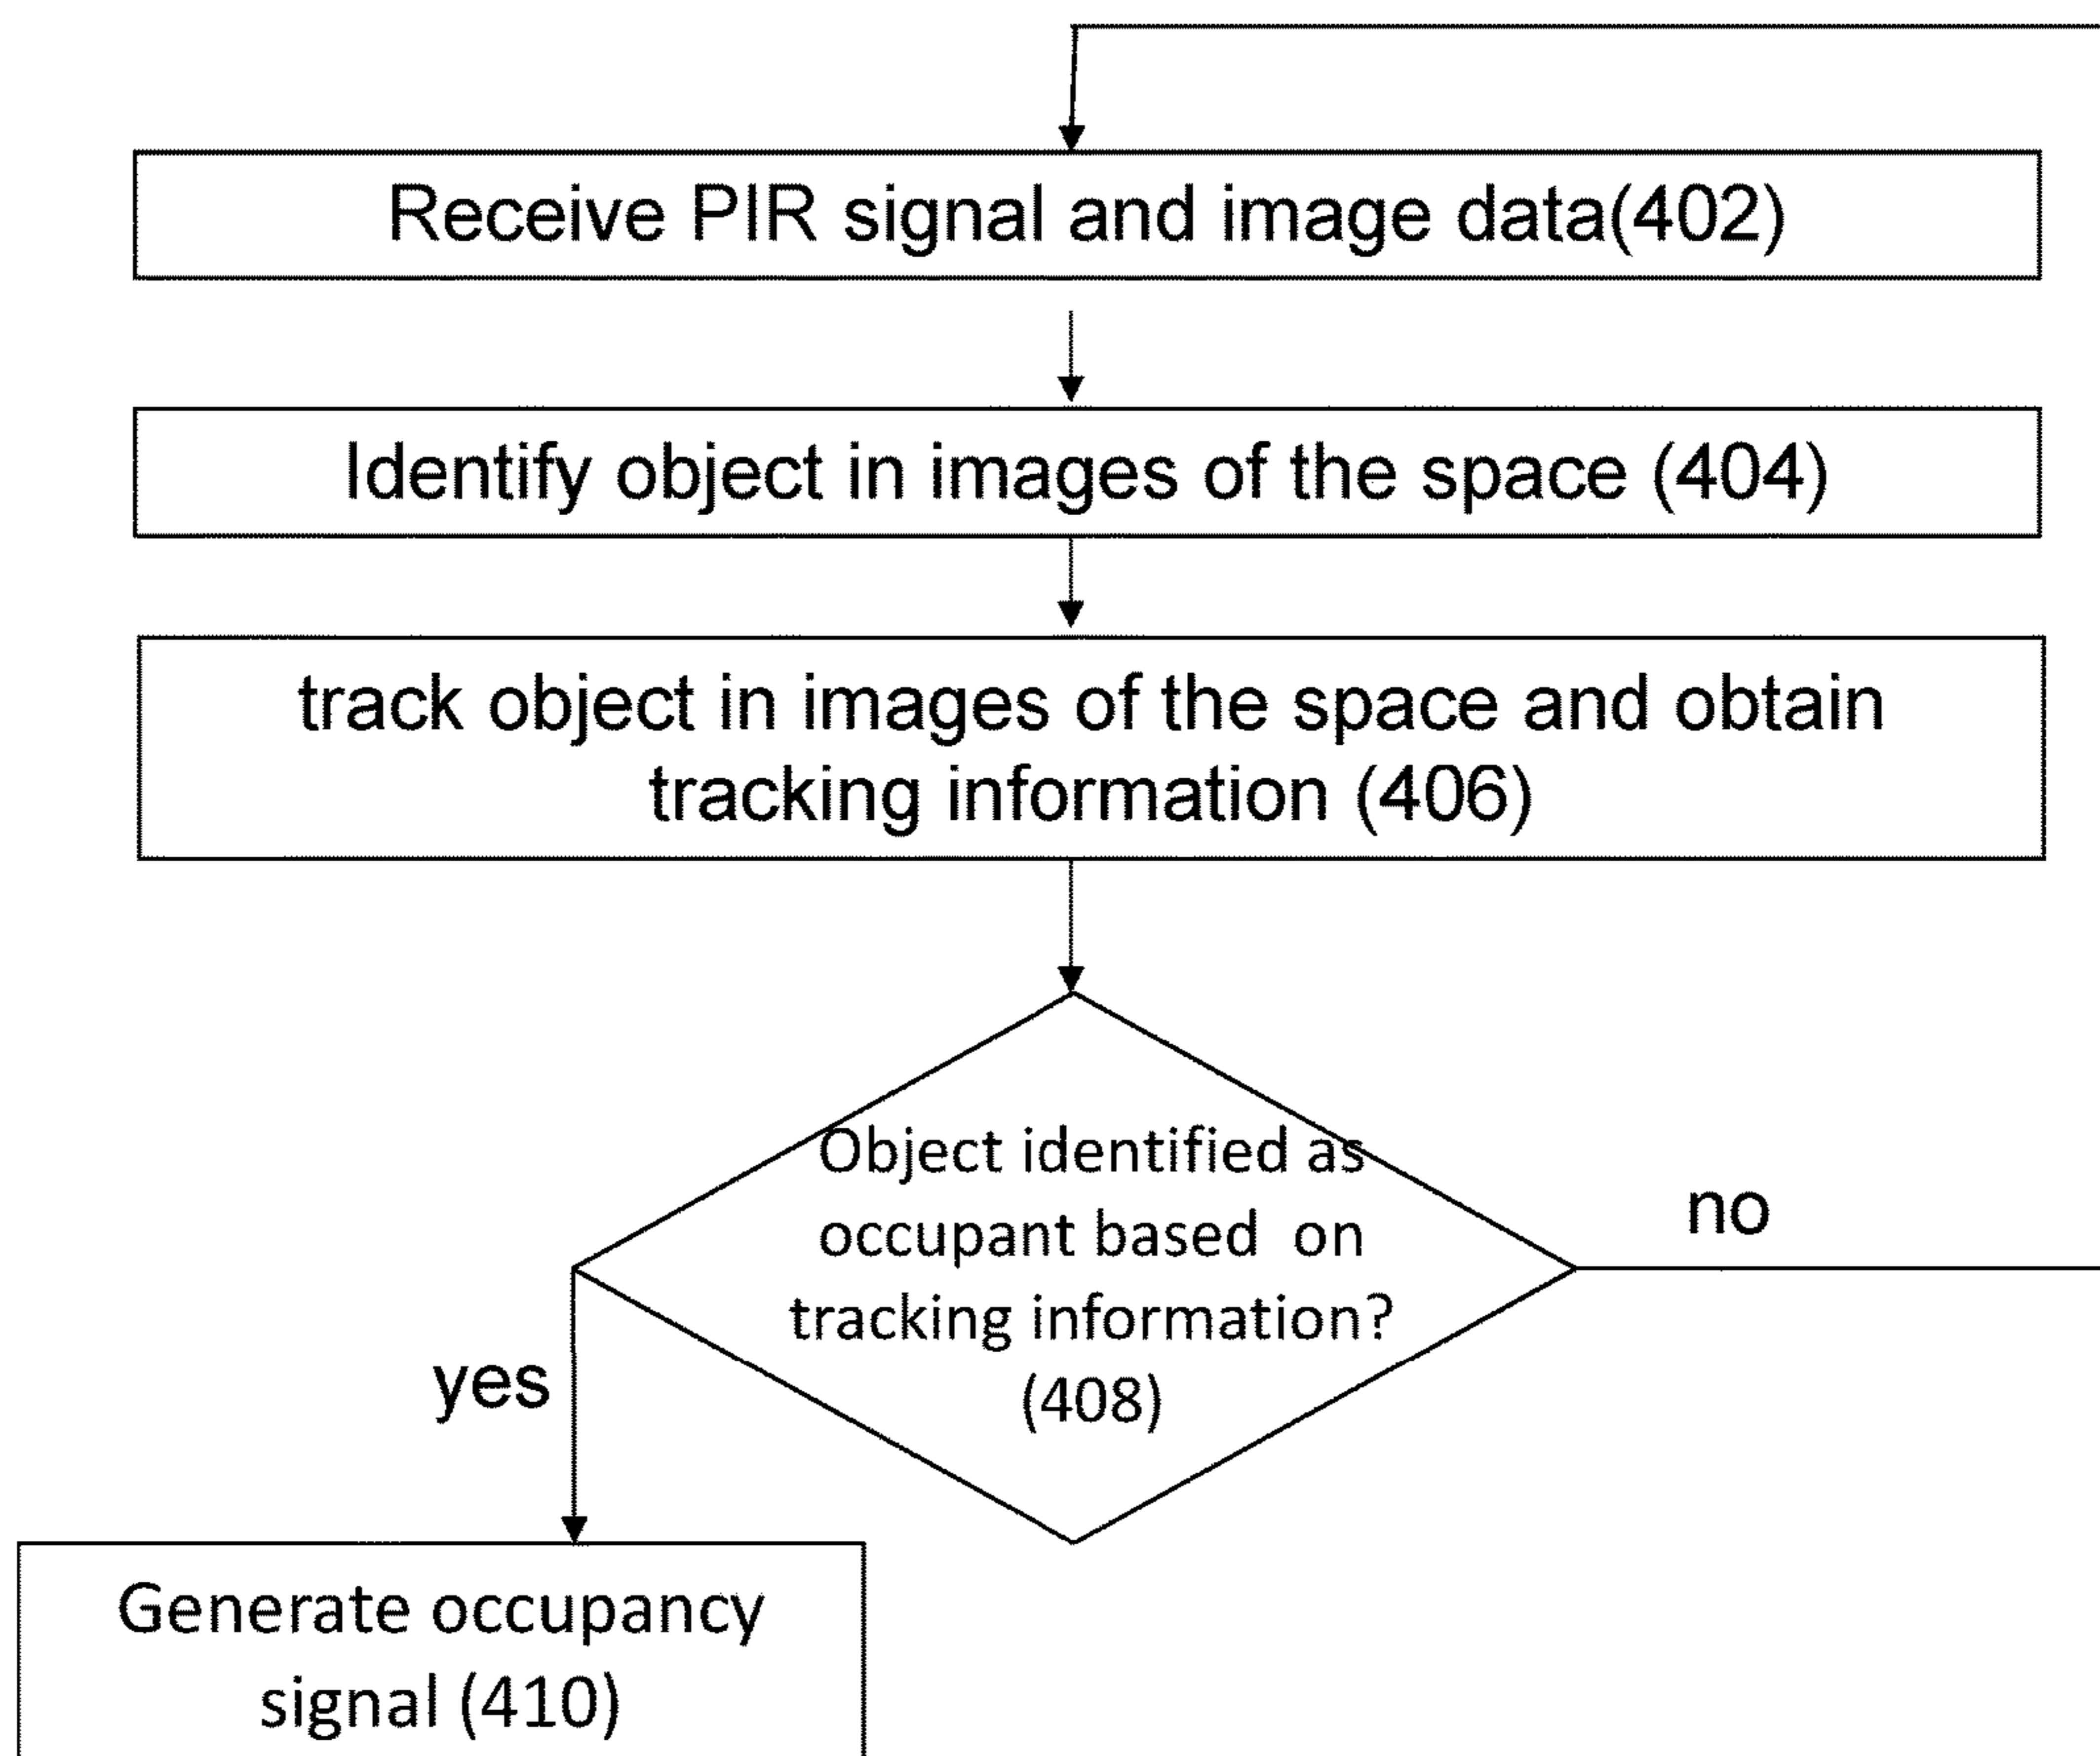 Receive PIR signal and image data(402)
Identify object in images of the space (404)
track object in images of the space and obtain
tracking information (406)
Object identified as
occupant based  on
tracking information?
(408)
no
yes
Generate occupancy
signal (410)